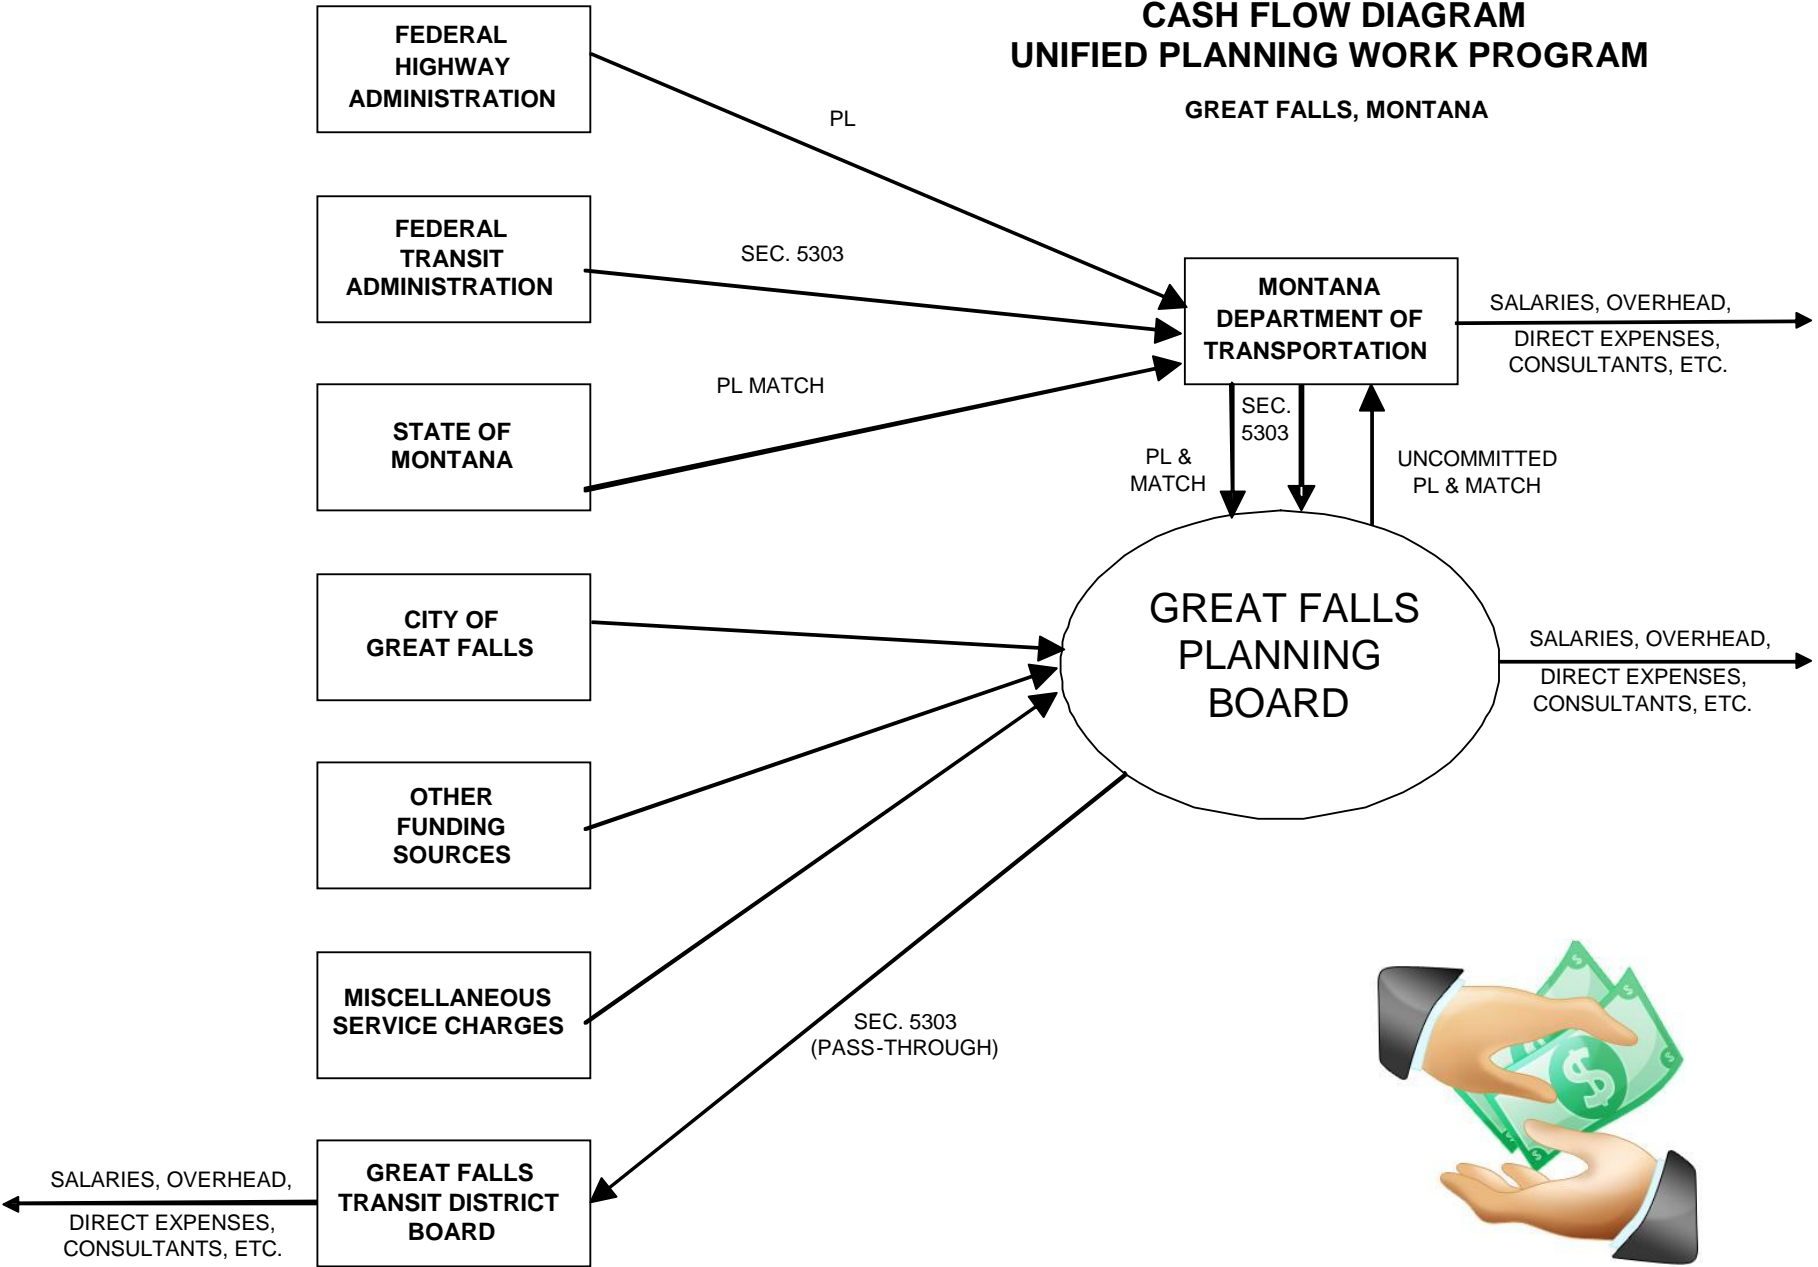 CASH FLOW DIAGRAM
UNIFIED PLANNING WORK PROGRAM
GREAT FALLS, MONTANA
FEDERAL
HIGHWAY
ADMINISTRATION
PL
FEDERAL
TRANSIT
ADMINISTRATION
SEC. 5303
MONTANA
DEPARTMENT OF
TRANSPORTATION
SALARIES, OVERHEAD,
DIRECT EXPENSES,
CONSULTANTS, ETC.
STATE OF
MONTANA
PL MATCH
PL &
MATCH
SEC.
5303
UNCOMMITTED
PL & MATCH
CITY OF
GREAT FALLS
GREAT FALLS
PLANNING
BOARD
SALARIES, OVERHEAD,
DIRECT EXPENSES,
CONSULTANTS, ETC.
OTHER
FUNDING
SOURCES
MISCELLANEOUS
SERVICE CHARGES
SEC. 5303
(PASS-THROUGH)
GREAT FALLS
TRANSIT DISTRICT
BOARD
SALARIES, OVERHEAD,
DIRECT EXPENSES,
CONSULTANTS, ETC.